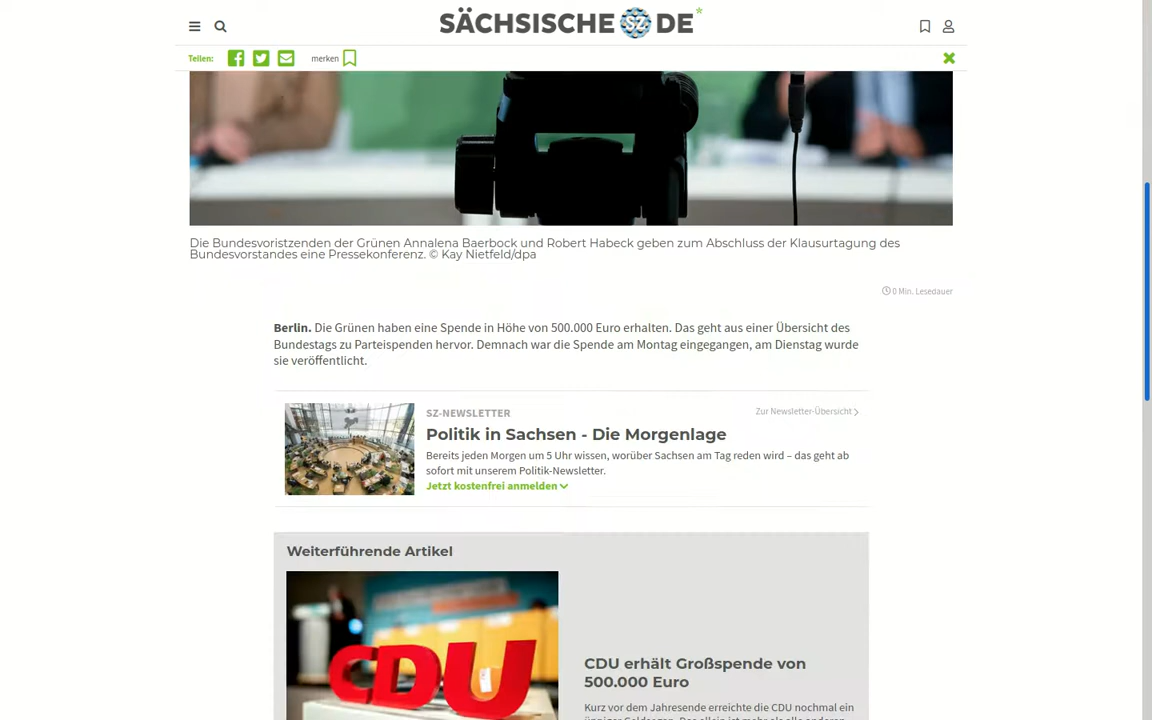 SÄCHSISCHE SZ DE*
Teilen:
merken
Die Bundesvoristzenden der Grünen Annalena Baerbock und Robert Habeck geben zum Abschluss der Klausurtagung des
Bundesvorstandes eine Pressekonferenz. © Kay Nietfeld/dpa
0 Min. Lesedauer
Berlin. Die Grünen haben eine Spende in Höhe von 500.000 Euro erhalten. Das geht aus einer Übersicht des
Bundestags zu Parteispenden hervor. Demnach war die Spende am Montag eingegangen, am Dienstag wurde
sie veröffentlicht.
SZ-NEWSLETTER
Zur Newsletter-Übersicht
Politik in Sachsen - Die Morgenlage
Bereits jeden Morgen um 5 Uhr wissen, worüber Sachsen am Tag reden wird – das geht ab
sofort mit unserem Politik-Newsletter.
Jetzt kostenfrei anmelden
Weiterführende Artikel
CDU
CDU erhält Großspende von
500.000 Euro
Kurz vor dem Jahresende erreichte die CDU nochmal ein